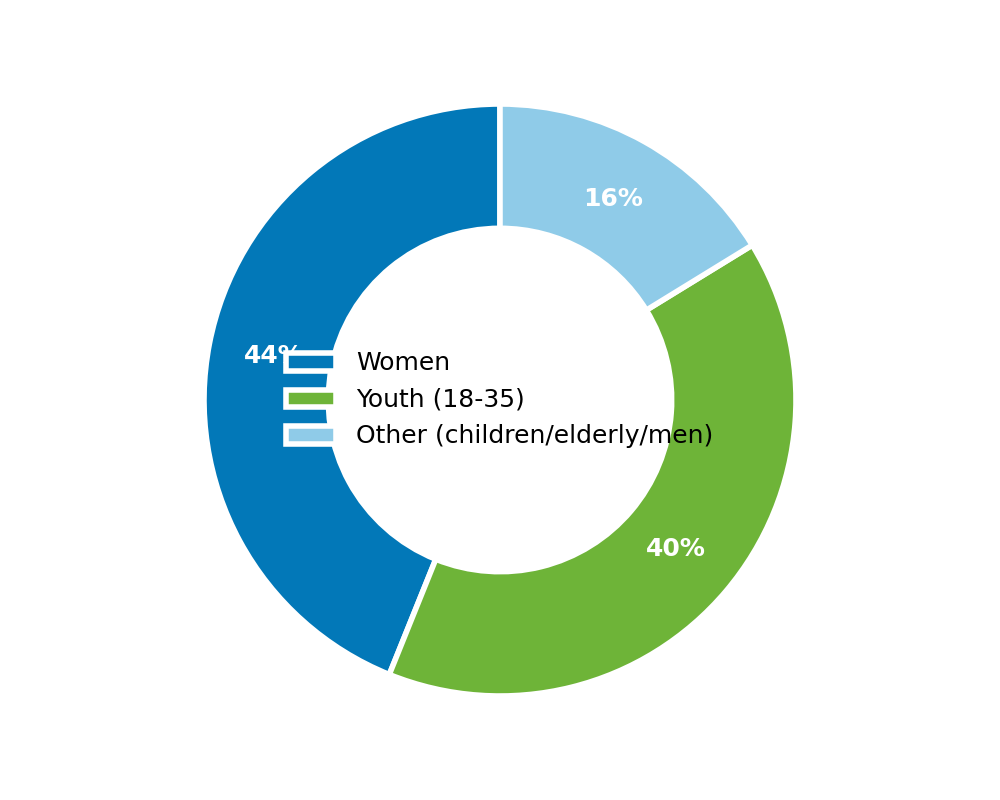 16%
44%
Women
Youth (18-35)
Other (children/elderly/men)
40%